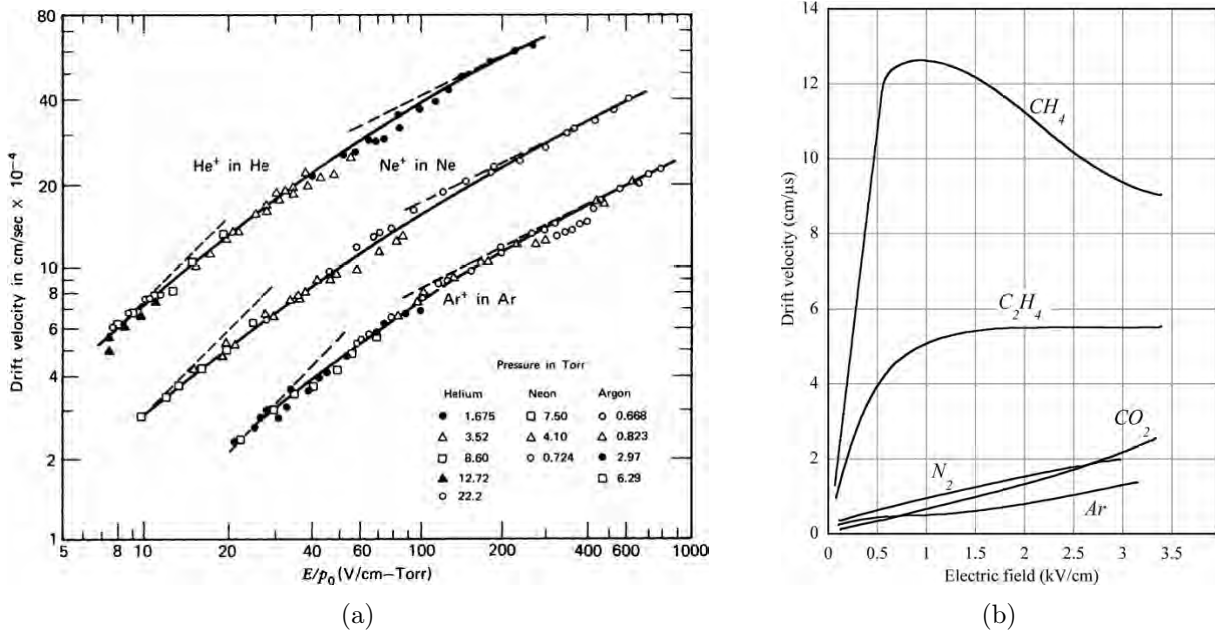 80
40
20
10
8
6
4
2
1
Drift velocity in cm/sec × 10⁻⁴
He⁺ in He
Ne⁺ in Ne
Ar⁺ in Ar
Pressure in Torr
Helium Neon Argon
● 1.675 □ 7.50 ○ 0.668
△ 3.52 △ 4.10 △ 0.823
□ 8.60 ○ 0.724 ● 2.97
▲ 12.72 □ 6.29
○ 22.2
5 8 10 20 40 60 100 200 400 600 1000
E/p₀ (V/cm–Torr)
(a)
14
12
10
8
6
4
2
0
Drift velocity (cm/µs)
CH₄
C₂H₄
CO₂
N₂
Ar
0 0.5 1 1.5 2 2.5 3 3.5
Electric field (kV/cm)
(b)